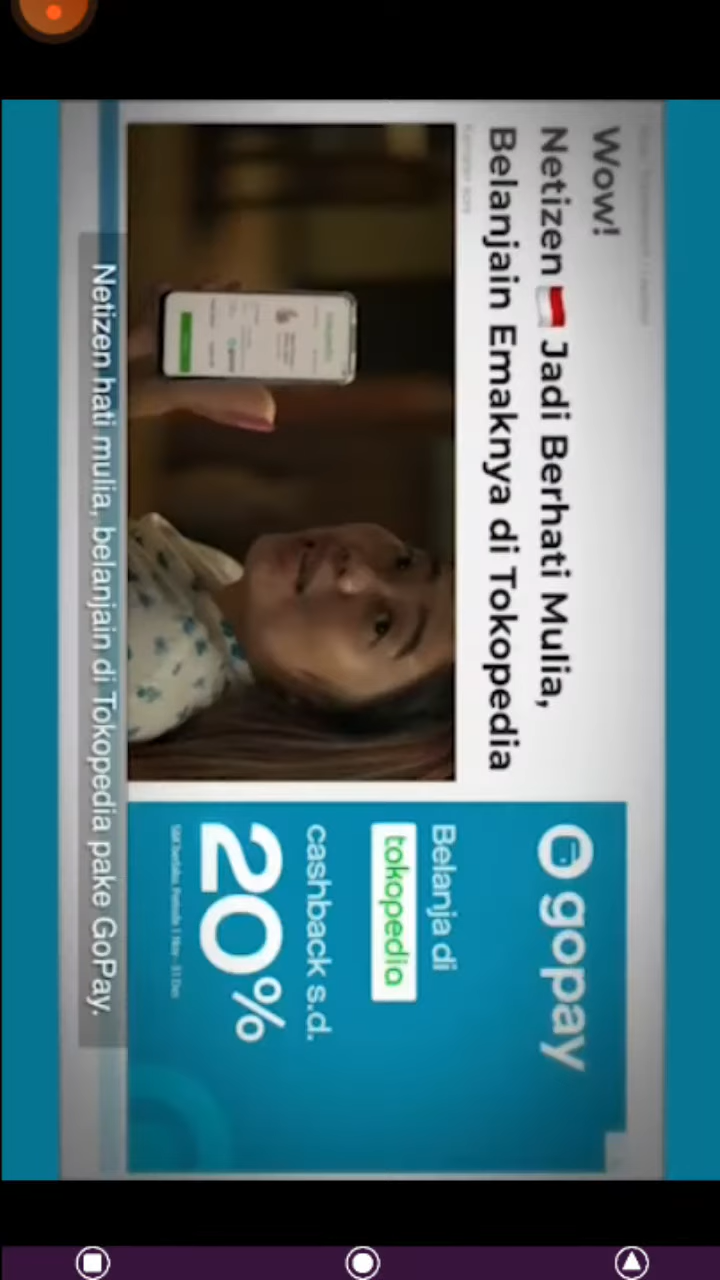 Wow!
Netizen 🇮🇩 Jadi Berhati Mulia,
Belanjain Emaknya di Tokopedia
gopay
Belanja di
tokopedia
cashback s.d.
20%
Netizen hati mulia, belanjain di Tokopedia pake GoPay.